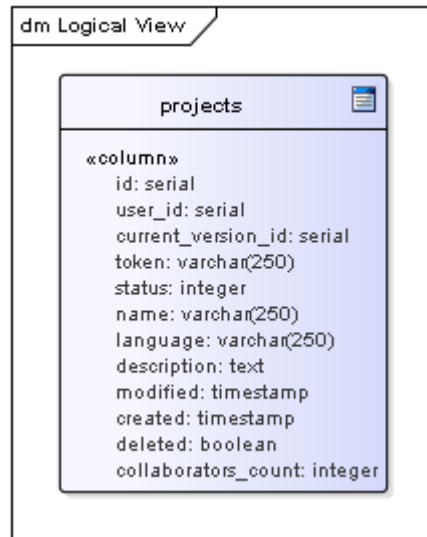 dm Logical View
projects
«column»
id: serial
user_id: serial
current_version_id: serial
token: varchar(250)
status: integer
name: varchar(250)
language: varchar(250)
description: text
modified: timestamp
created: timestamp
deleted: boolean
collaborators_count: integer